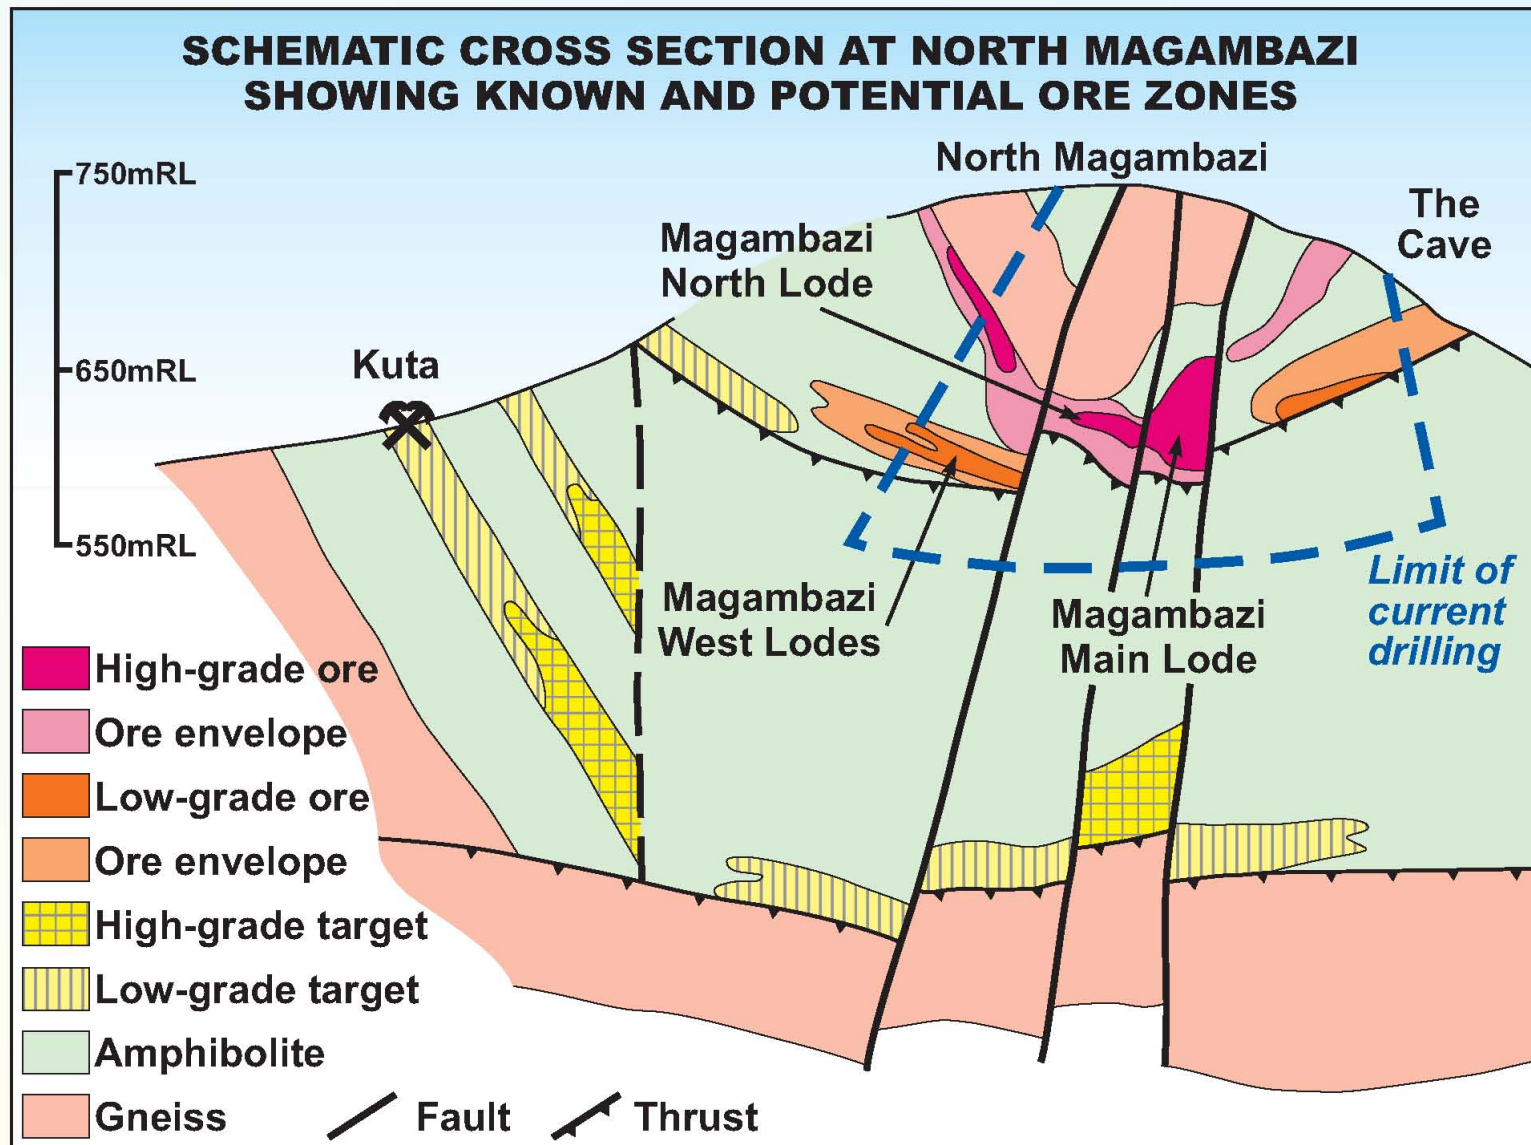 SCHEMATIC CROSS SECTION AT NORTH MAGAMBAZI
SHOWING KNOWN AND POTENTIAL ORE ZONES
North Magambazi
750mRL
The
Cave
Magambazi
North Lode
Kuta
650mRL
550mRL
Limit of
current
drilling
Magambazi
West Lodes
Magambazi
Main Lode
High-grade ore
Ore envelope
Low-grade ore
Ore envelope
High-grade target
Low-grade target
Amphibolite
Gneiss
Fault
Thrust